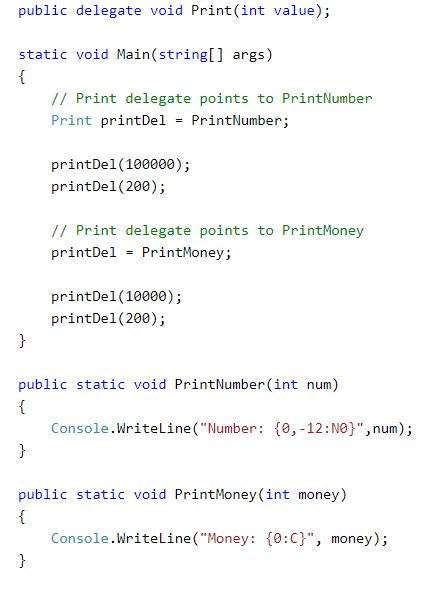 public delegate void Print(int value);

static void Main(string[] args)
{
    // Print delegate points to PrintNumber
    Print printDel = PrintNumber;

    printDel(100000);
    printDel(200);

    // Print delegate points to PrintMoney
    printDel = PrintMoney;

    printDel(10000);
    printDel(200);
}

public static void PrintNumber(int num)
{
    Console.WriteLine("Number: {0,-12:N0}",num);
}

public static void PrintMoney(int money)
{
    Console.WriteLine("Money: {0:C}", money);
}